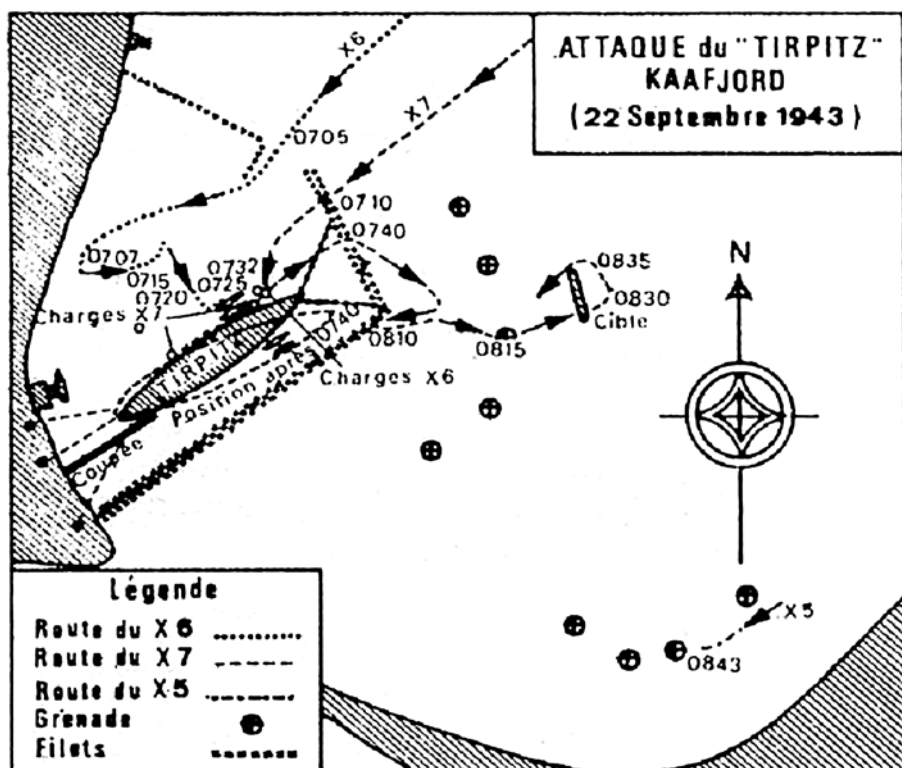 ATTAQUE du "TIRPITZ"
KAAFJORD
(22 Septembre 1943)
X6
X7
0705
0710
0740
0707
0715
0720
0732
0725
Charges X7
TIRPITZ
Charges X6
Position après 0740
Coupée
0810
0815
0835
0830
Cible
N
X5
0843
Légende
Route du X6
Route du X7
Route du X5
Grenade
Filets